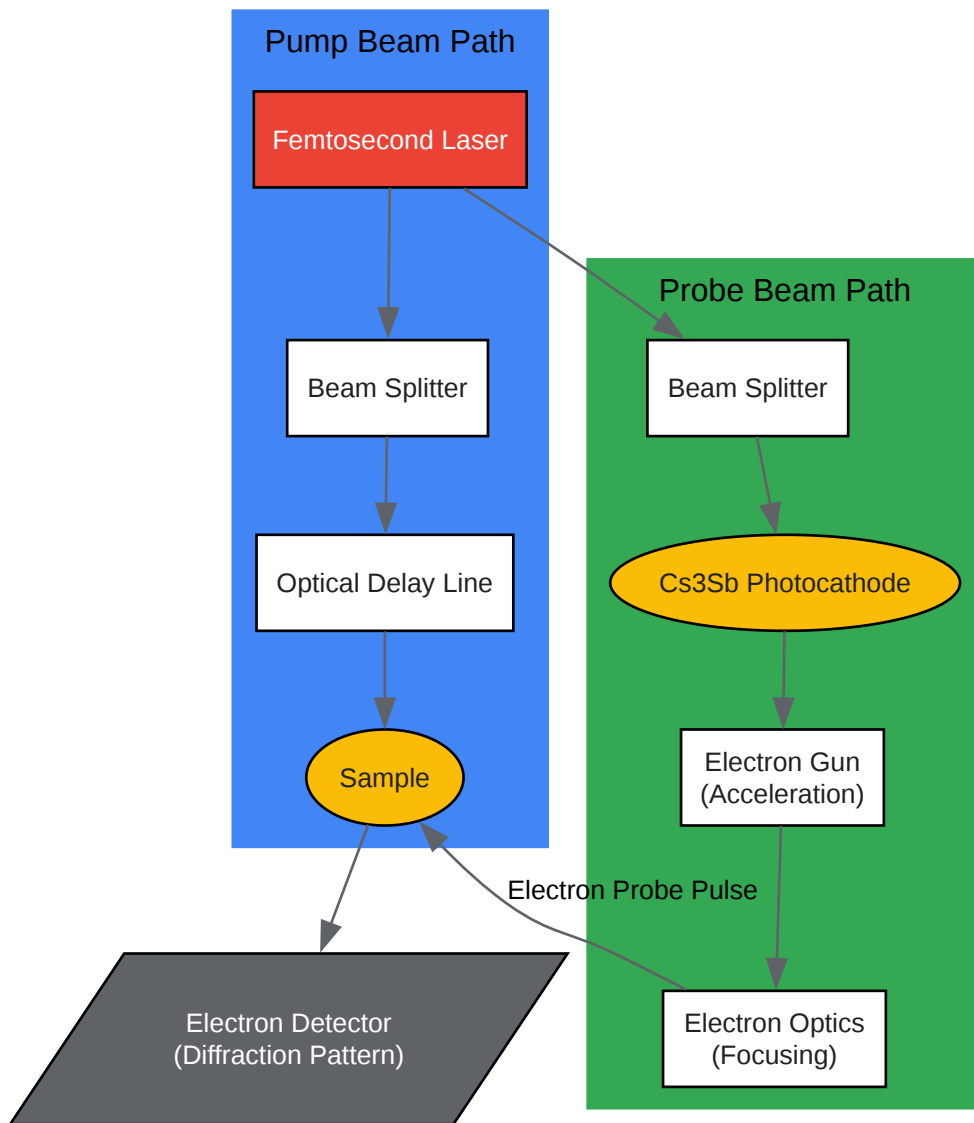 Pump Beam Path
Femtosecond Laser
Probe Beam Path
Beam Splitter
Beam Splitter
Optical Delay Line
Cs3Sb Photocathode
Sample
Electron Gun
(Acceleration)
Electron Probe Pulse
Electron Detector
(Diffraction Pattern)
Electron Optics
(Focusing)